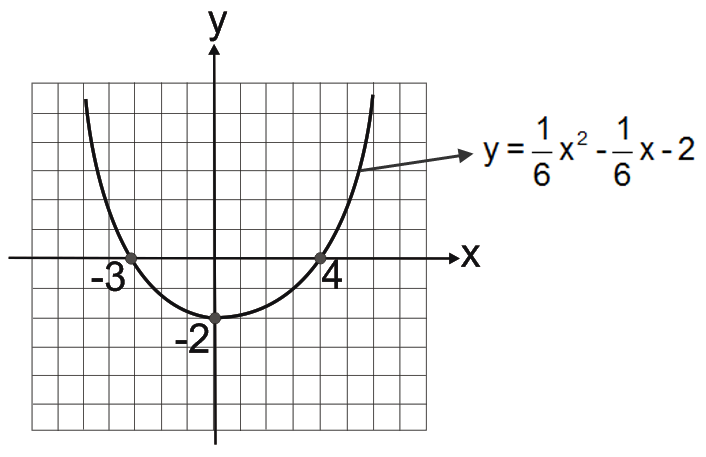 y
y = 1/6 x² - 1/6 x - 2
x
-3
4
-2